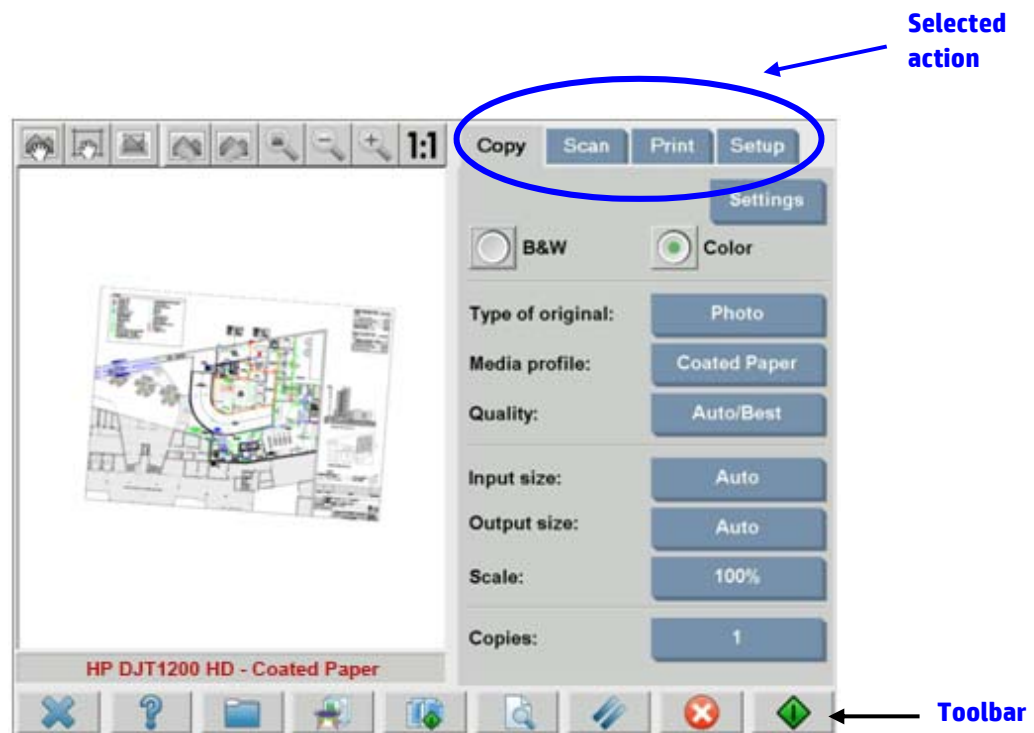 Selected
action
1:1
Copy Scan Print Setup
Settings
B&W Color
Type of original: Photo
Media profile: Coated Paper
Quality: Auto/Best
Input size: Auto
Output size: Auto
Scale: 100%
Copies: 1
HP DJT1200 HD - Coated Paper
Toolbar